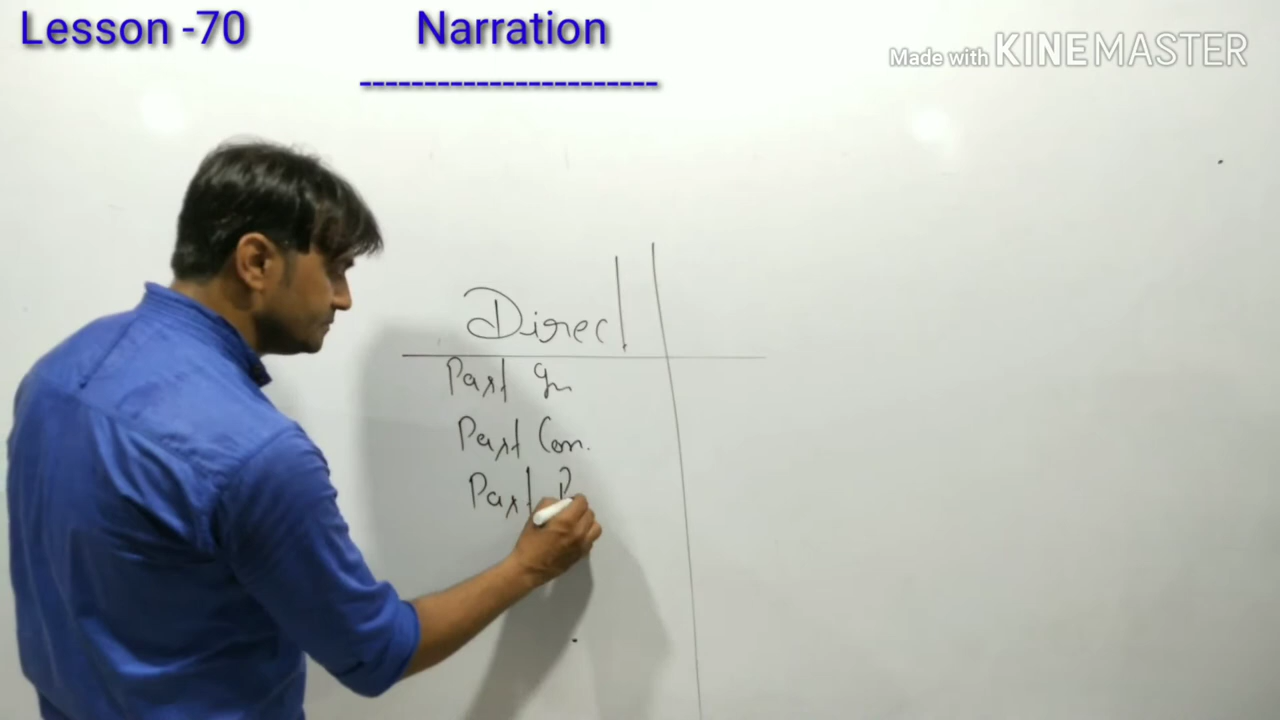 Lesson -70 Narration
Made with KINEMASTER
Direct
Past In
Past Con.
Past P